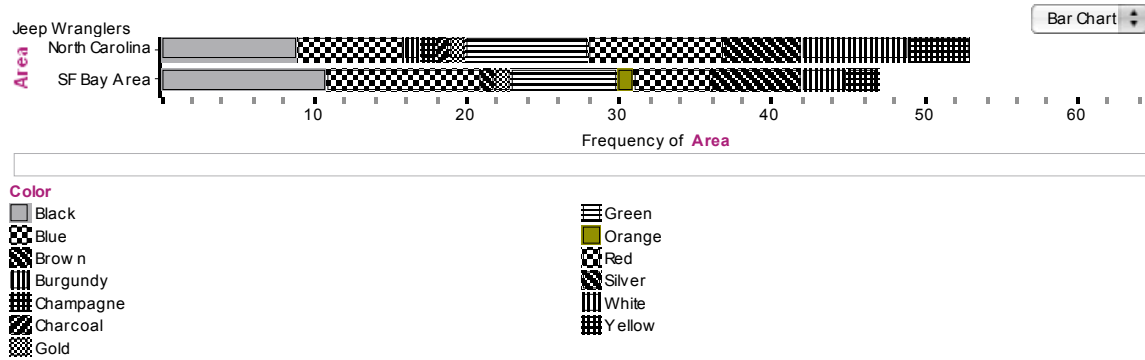 Bar Chart
Jeep Wranglers
Area
North Carolina
SF Bay Area
10 20 30 40 50 60
Frequency of Area
Color
Black
Blue
Brow n
Burgundy
Champagne
Charcoal
Gold
Green
Orange
Red
Silver
White
Yellow